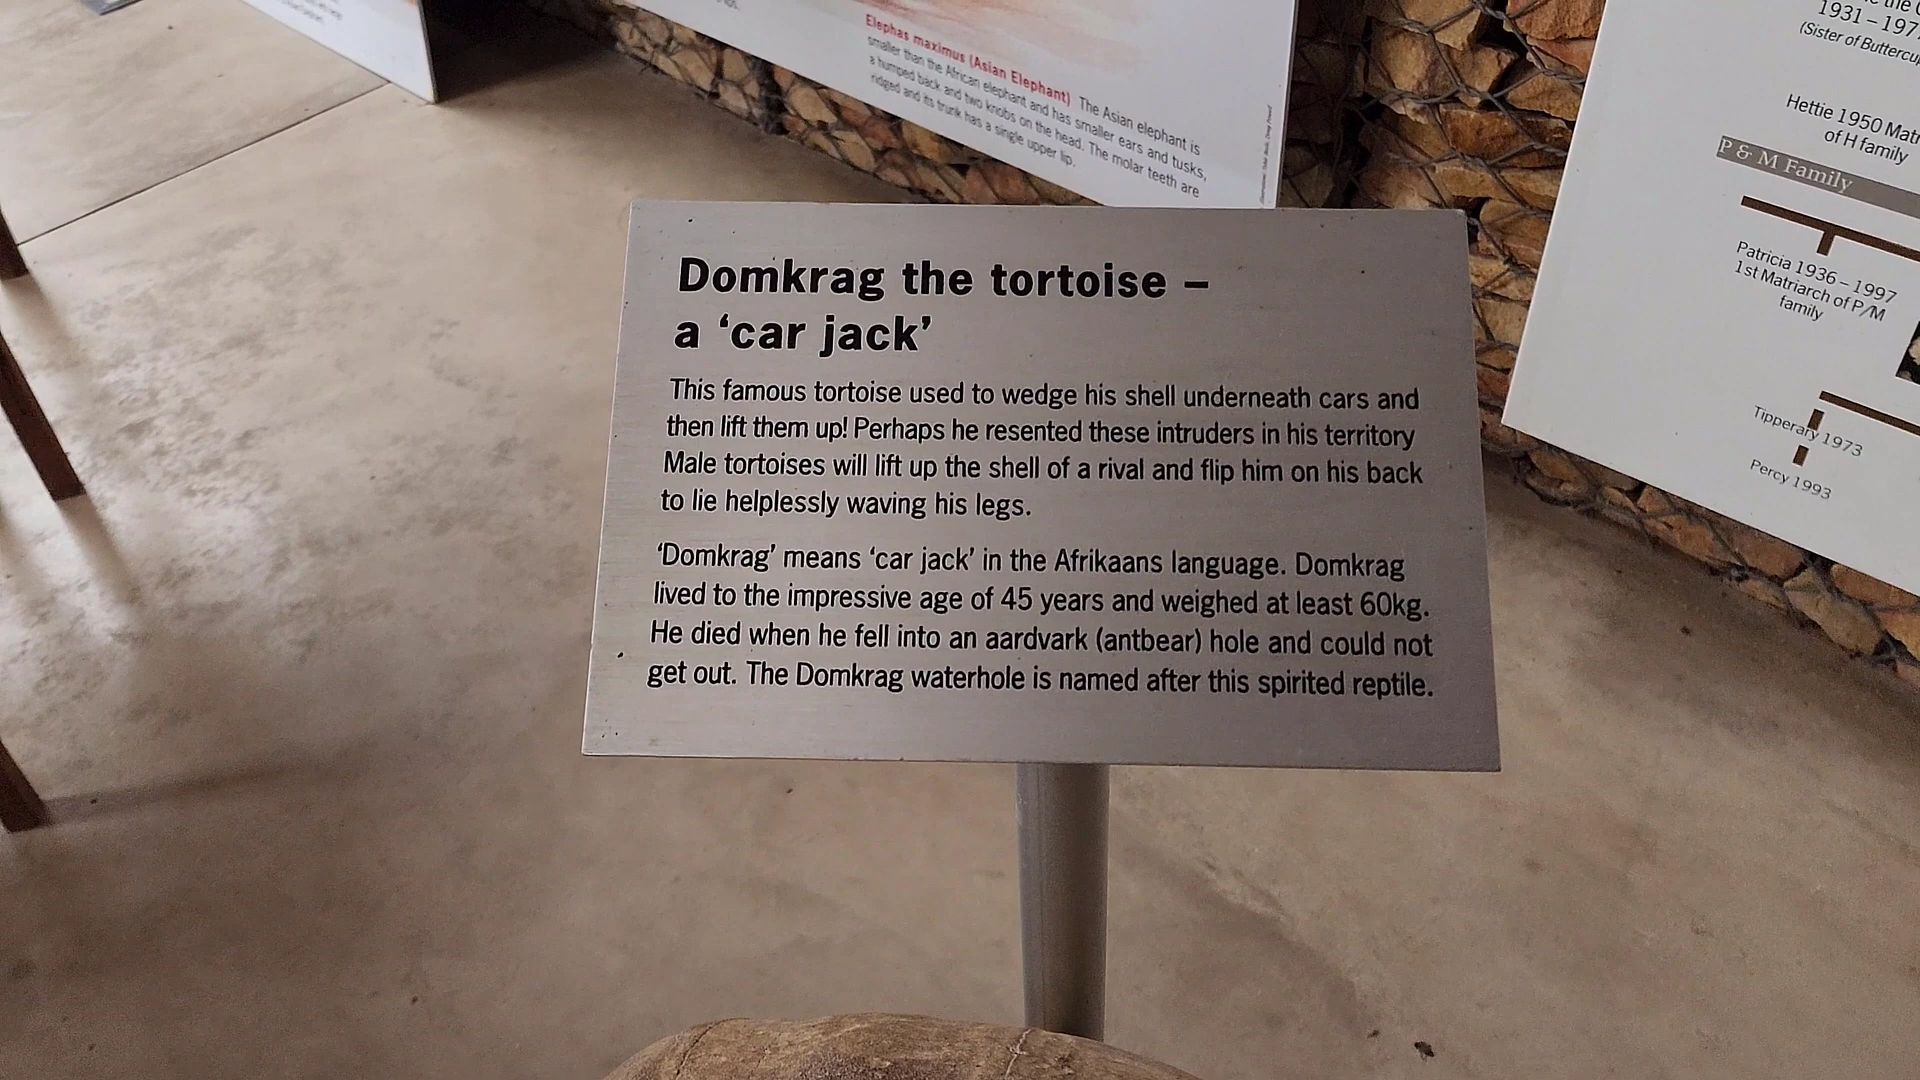 Elephas maximus (Asian Elephant) The Asian elephant is
smaller than the African elephant and has smaller ears and tusks,
a humped back and two knobs on the head. The molar teeth are
ridged and its trunk has a single upper lip.
1931 – 197
(Sister of Buttercu
Hettie 1950 Mat
of H family
P & M Family
Patricia 1936 – 1997
1st Matriarch of P/M
family
Tipperary 1973
Percy 1993
Domkrag the tortoise –
a ‘car jack’
This famous tortoise used to wedge his shell underneath cars and
then lift them up! Perhaps he resented these intruders in his territory
Male tortoises will lift up the shell of a rival and flip him on his back
to lie helplessly waving his legs.
‘Domkrag’ means ‘car jack’ in the Afrikaans language. Domkrag
lived to the impressive age of 45 years and weighed at least 60kg.
He died when he fell into an aardvark (antbear) hole and could not
get out. The Domkrag waterhole is named after this spirited reptile.